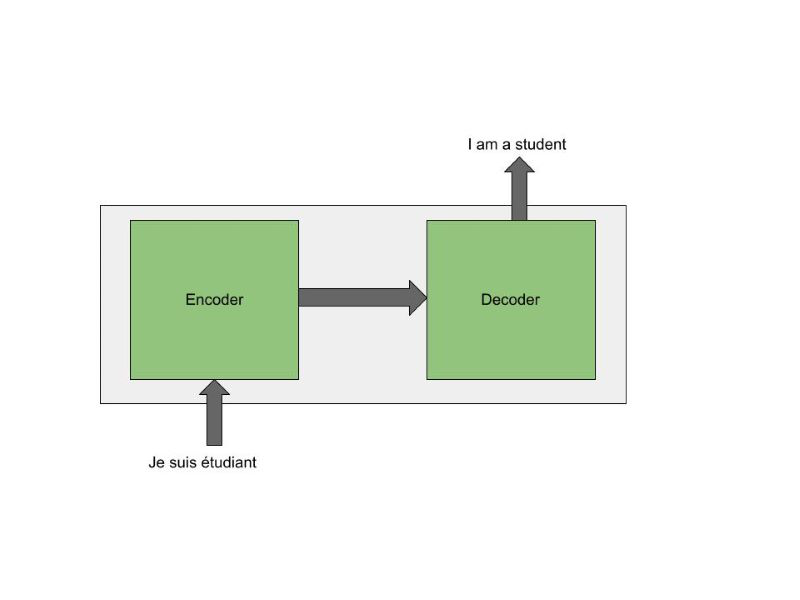 I am a student
Encoder
Decoder
Je suis étudiant